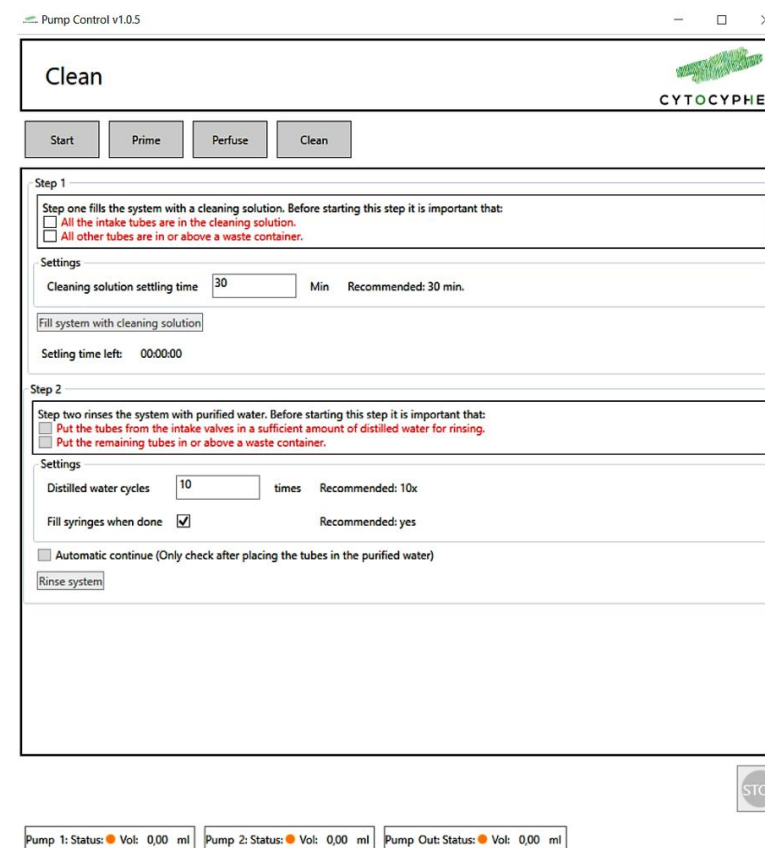 Pump Control v1.0.5
Clean
CYTOCYPHE
Start Prime Perfuse Clean
Step 1
Step one fills the system with a cleaning solution. Before starting this step it is important that:
All the intake tubes are in the cleaning solution.
All other tubes are in or above a waste container.
Settings
Cleaning solution settling time 30 Min Recommended: 30 min.
Fill system with cleaning solution
Setling time left: 00:00:00
Step 2
Step two rinses the system with purified water. Before starting this step it is important that:
Put the tubes from the intake valves in a sufficient amount of distilled water for rinsing.
Put the remaining tubes in or above a waste container.
Settings
Distilled water cycles 10 times Recommended: 10x
Fill syringes when done Recommended: yes
Automatic continue (Only check after placing the tubes in the purified water)
Rinse system
STO
Pump 1: Status: Vol: 0,00 ml Pump 2: Status: Vol: 0,00 ml Pump Out: Status: Vol: 0,00 ml